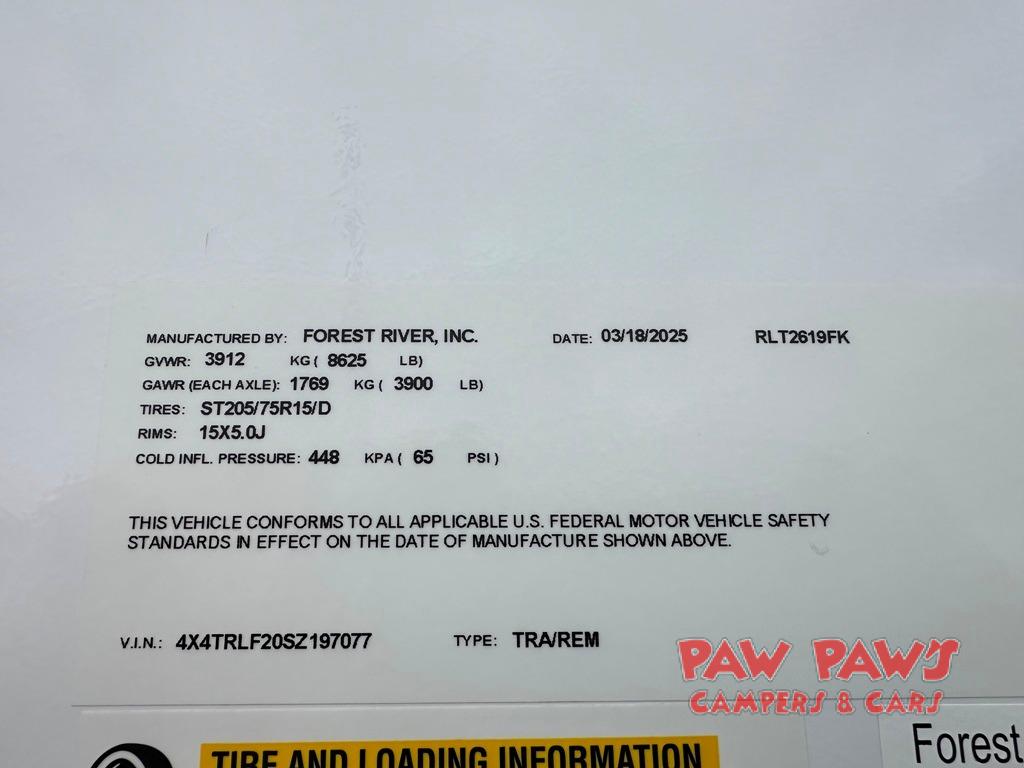 MANUFACTURED BY: FOREST RIVER, INC. DATE: 03/18/2025 RLT2619FK
GVWR: 3912 KG ( 8625 LB)
GAWR (EACH AXLE): 1769 KG ( 3900 LB)
TIRES: ST205/75R15/D
RIMS: 15X5.0J
COLD INFL. PRESSURE: 448 KPA ( 65 PSI )
THIS VEHICLE CONFORMS TO ALL APPLICABLE U.S. FEDERAL MOTOR VEHICLE SAFETY
STANDARDS IN EFFECT ON THE DATE OF MANUFACTURE SHOWN ABOVE.
V.I.N.: 4X4TRLF20SZ197077 TYPE: TRA/REM
PAW PAW'S
CAMPERS & CARS
TIRE AND LOADING INFORMATION
Forest